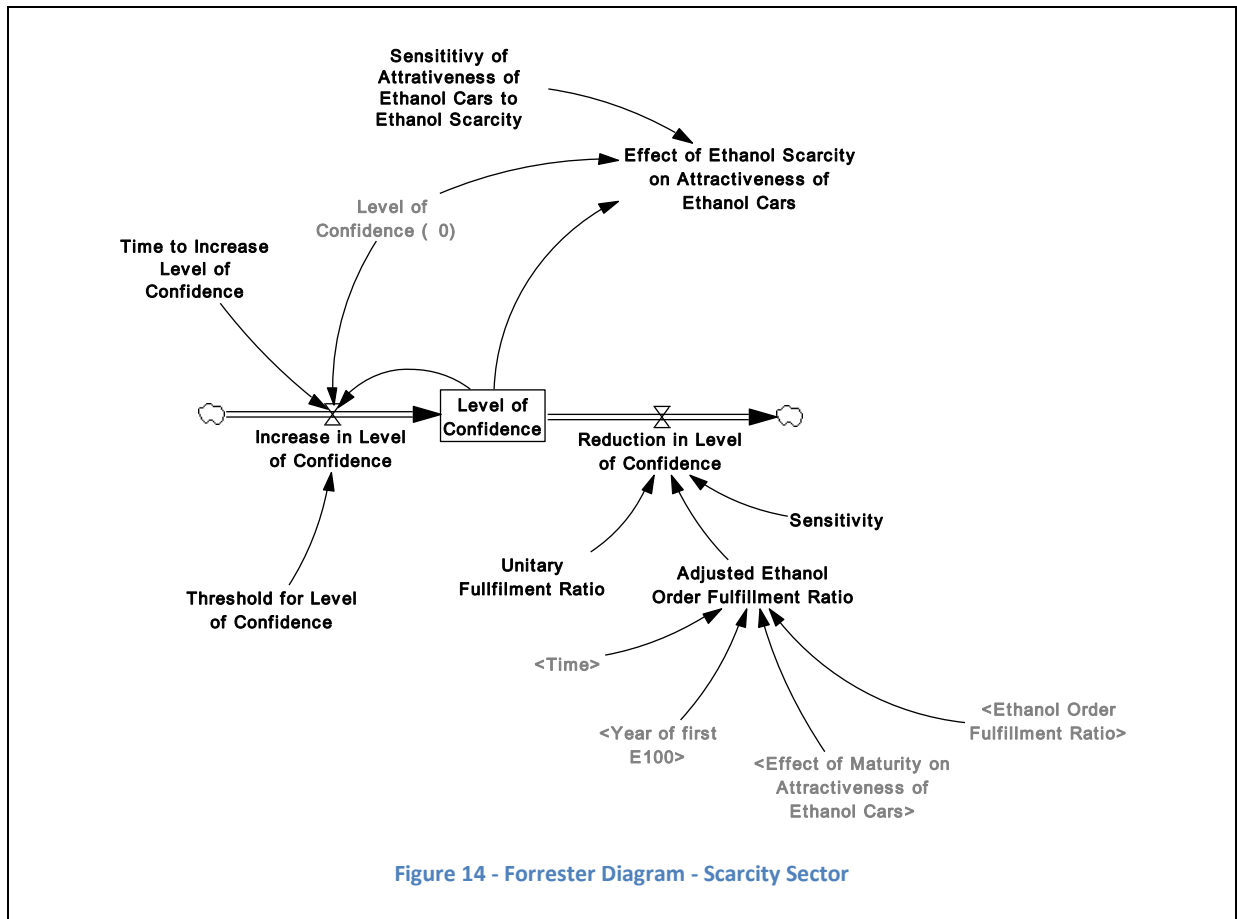 Sensititivy of
Attrativeness of
Ethanol Cars to
Ethanol Scarcity
Effect of Ethanol Scarcity
on Attractiveness of
Ethanol Cars
Level of
Confidence ( 0)
Time to Increase
Level of
Confidence
Level of
Confidence
Increase in Level
of Confidence
Reduction in Level
of Confidence
Sensitivity
Unitary
Fullfilment Ratio
Adjusted Ethanol
Order Fulfillment Ratio
Threshold for Level
of Confidence
<Time>
<Year of first
E100>
<Effect of Maturity on
Attractiveness of
Ethanol Cars>
<Ethanol Order
Fulfillment Ratio>
Figure 14 - Forrester Diagram - Scarcity Sector